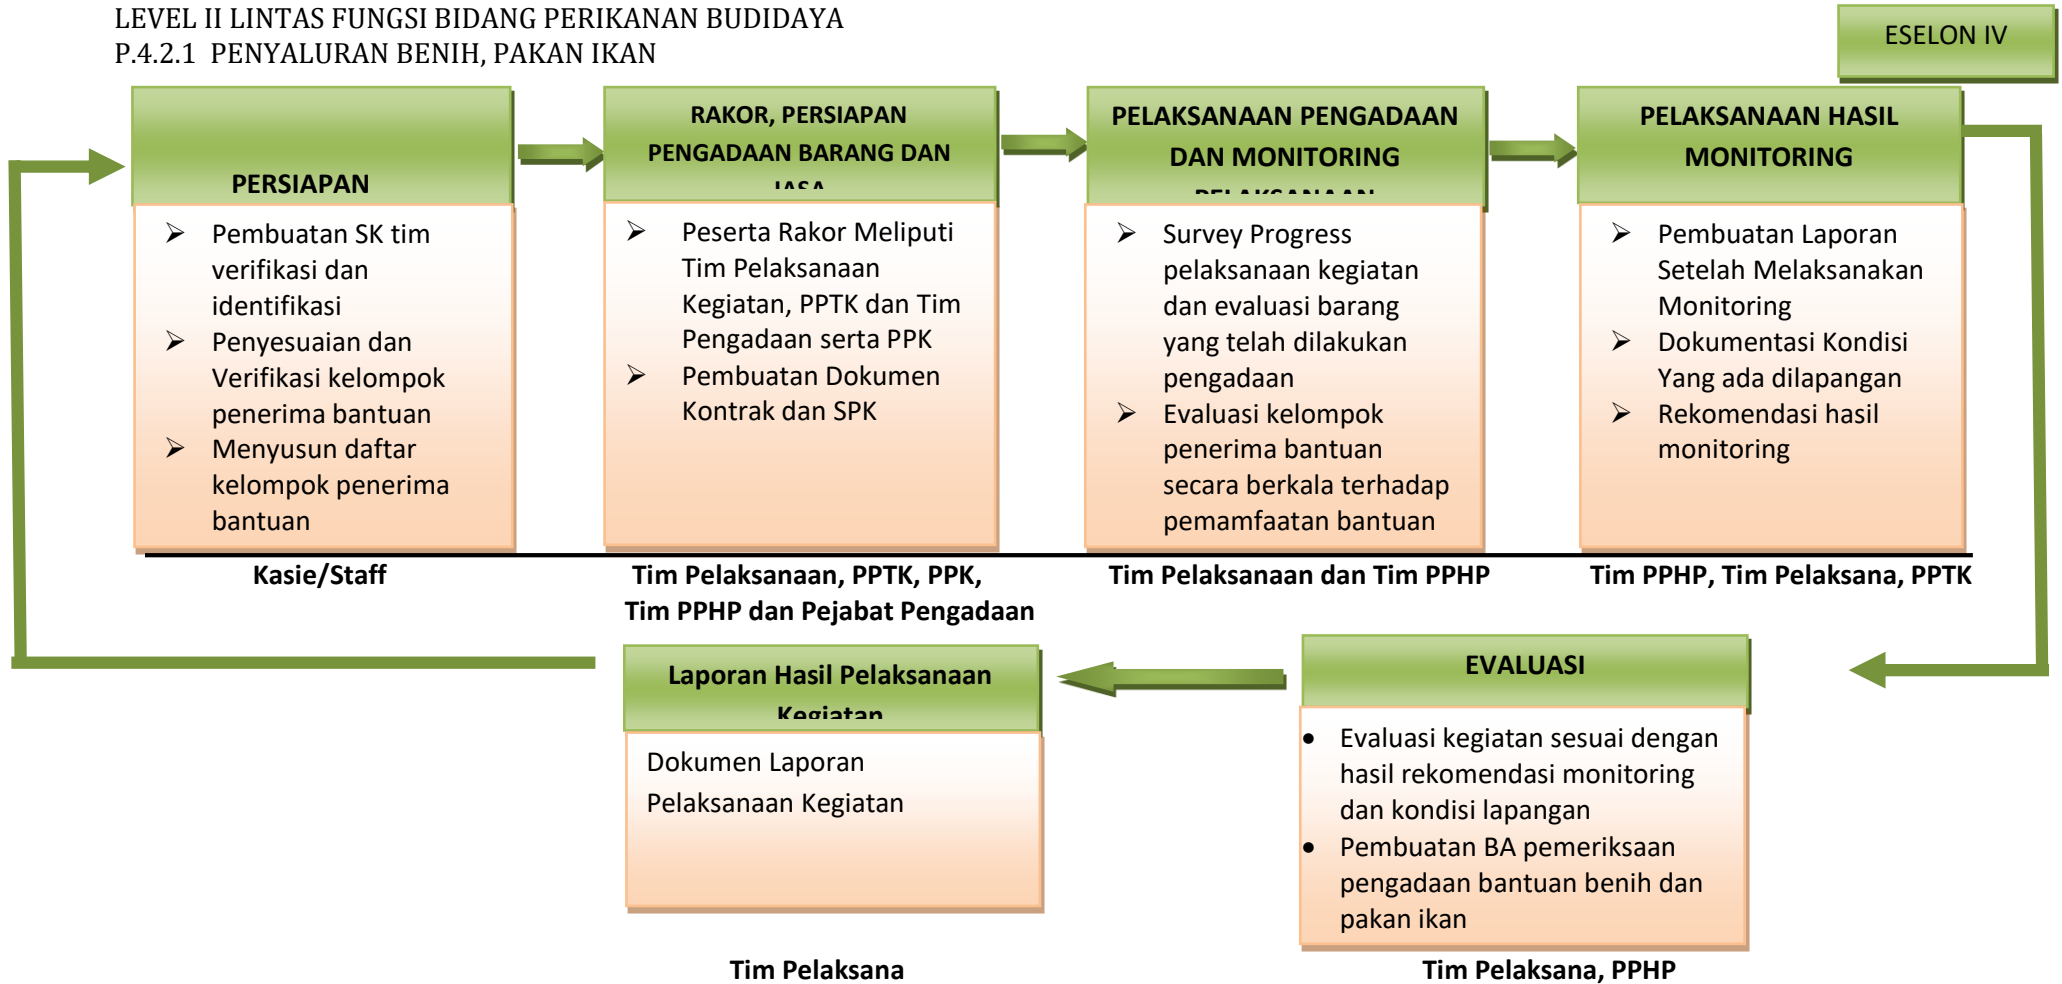 LEVEL II LINTAS FUNGSI BIDANG PERIKANAN BUDIDAYA
P.4.2.1 PENYALURAN BENIH, PAKAN IKAN
ESELON IV
PERSIAPAN
➢ Pembuatan SK tim
verifikasi dan
identifikasi
➢ Penyesuaian dan
Verifikasi kelompok
penerima bantuan
➢ Menyusun daftar
kelompok penerima
bantuan
Kasie/Staff
RAKOR, PERSIAPAN
PENGADAAN BARANG DAN
JASA
➢ Peserta Rakor Meliputi
Tim Pelaksanaan
Kegiatan, PPTK dan Tim
Pengadaan serta PPK
➢ Pembuatan Dokumen
Kontrak dan SPK
Tim Pelaksanaan, PPTK, PPK,
Tim PPHP dan Pejabat Pengadaan
PELAKSANAAN PENGADAAN
DAN MONITORING
PELAKSANAAN
➢ Survey Progress
pelaksanaan kegiatan
dan evaluasi barang
yang telah dilakukan
pengadaan
➢ Evaluasi kelompok
penerima bantuan
secara berkala terhadap
pemamfaatan bantuan
Tim Pelaksanaan dan Tim PPHP
PELAKSANAAN HASIL
MONITORING
➢ Pembuatan Laporan
Setelah Melaksanakan
Monitoring
➢ Dokumentasi Kondisi
Yang ada dilapangan
➢ Rekomendasi hasil
monitoring
Tim PPHP, Tim Pelaksana, PPTK
EVALUASI
• Evaluasi kegiatan sesuai dengan
hasil rekomendasi monitoring
dan kondisi lapangan
• Pembuatan BA pemeriksaan
pengadaan bantuan benih dan
pakan ikan
Tim Pelaksana, PPHP
Laporan Hasil Pelaksanaan
Kegiatan
Dokumen Laporan
Pelaksanaan Kegiatan
Tim Pelaksana